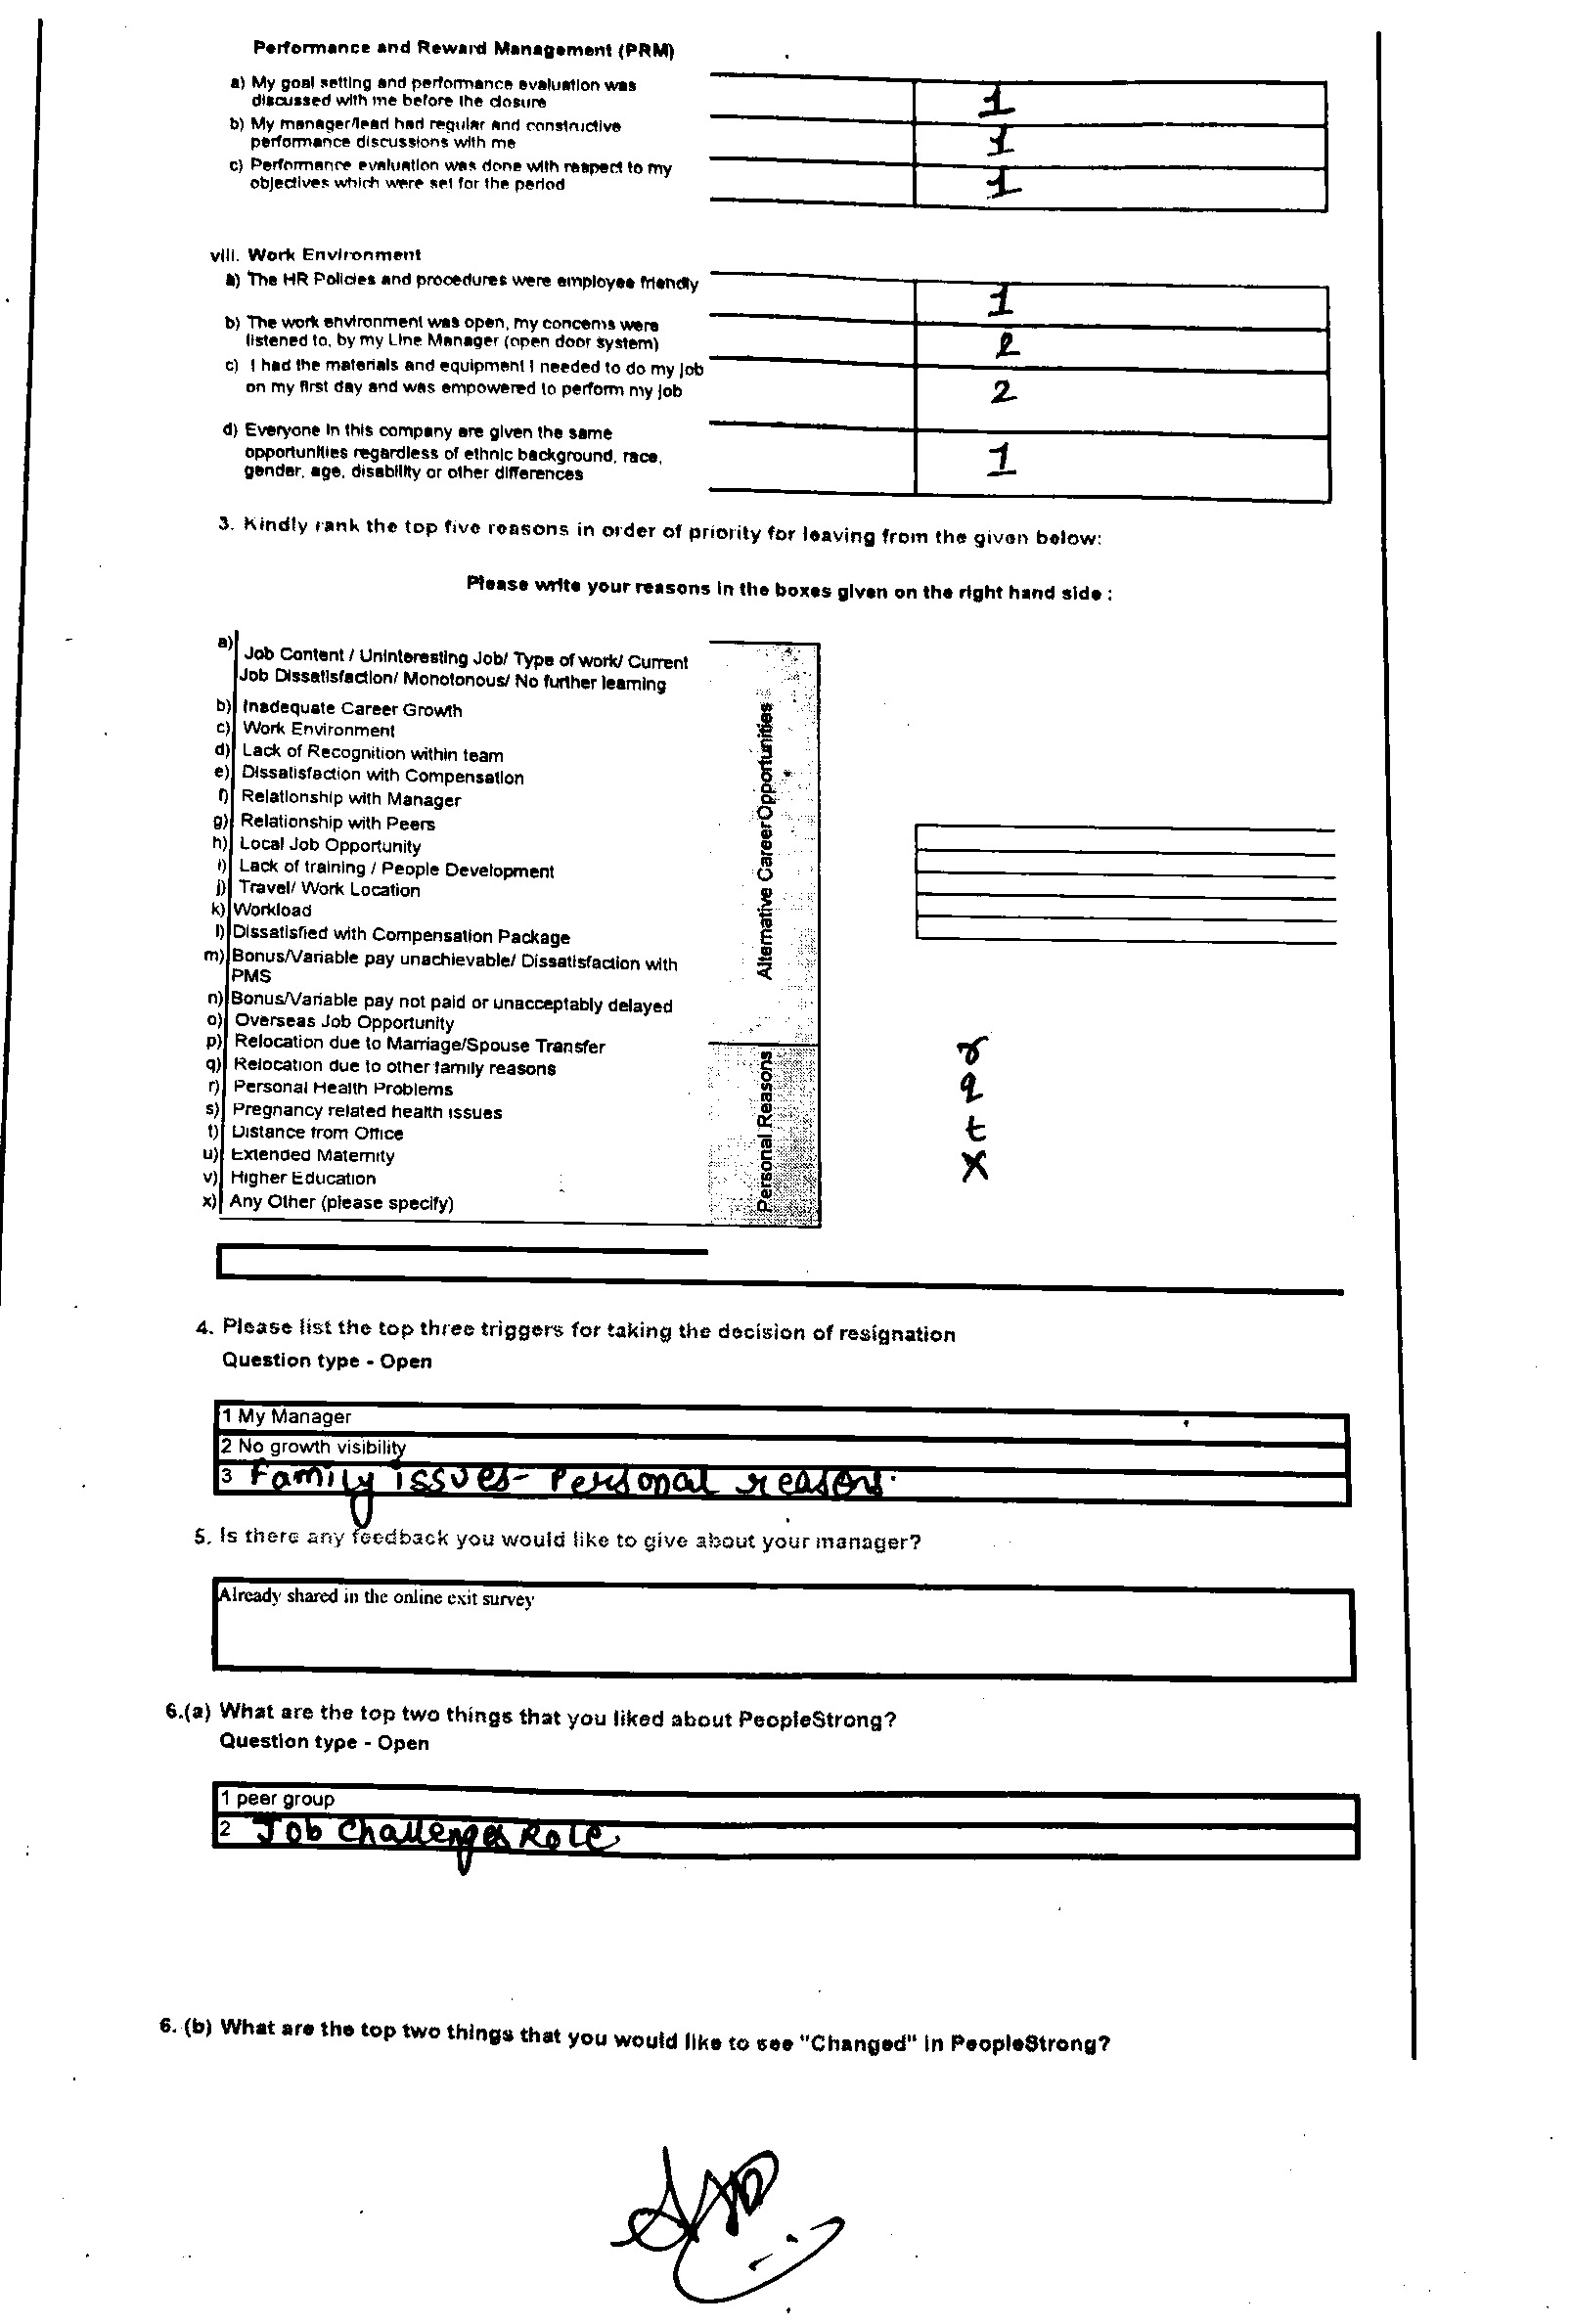 Performance and Reward Management (PRM)
a) My goal setting and performance evaluation was
discussed with me before the closure
1
b) My manager/lead had regular and constructive
performance discussions with me
1
c) Performance evaluation was done with respect to my
objectives which were set for the period
1
viii. Work Environment
a) The HR Policies and procedures were employee friendly
1
b) The work environment was open, my concerns were
listened to, by my Line Manager (open door system)
2
c) I had the materials and equipment I needed to do my job
on my first day and was empowered to perform my job
2
d) Everyone in this company are given the same
opportunities regardless of ethnic background, race,
gender, age, disability or other differences
1
3. Kindly rank the top five reasons in order of priority for leaving from the given below:
Please write your reasons in the boxes given on the right hand side :
a) Job Content / Uninteresting Job/ Type of work/ Current
Job Dissatisfaction/ Monotonous/ No further learning
b) Inadequate Career Growth
c) Work Environment
d) Lack of Recognition within team
e) Dissatisfaction with Compensation
f) Relationship with Manager
g) Relationship with Peers
h) Local Job Opportunity
i) Lack of training / People Development
j) Travel/ Work Location
k) Workload
l) Dissatisfied with Compensation Package
m) Bonus/Variable pay unachievable/ Dissatisfaction with
PMS
n) Bonus/Variable pay not paid or unacceptably delayed
o) Overseas Job Opportunity
Alternative Career Opportunities
p) Relocation due to Marriage/Spouse Transfer
q) Relocation due to other family reasons
r) Personal Health Problems
s) Pregnancy related health issues
t) Distance from Office
u) Extended Maternity
v) Higher Education
x) Any Other (please specify)
Personal Reasons
r
q
t
x
4. Please list the top three triggers for taking the decision of resignation
Question type - Open
1 My Manager
2 No growth visibility
3 Family issues - Personal reasons.
5. Is there any feedback you would like to give about your manager?
Already shared in the online exit survey
6.(a) What are the top two things that you liked about PeopleStrong?
Question type - Open
1 peer group
2 Job Challenges Role
6. (b) What are the top two things that you would like to see "Changed" in PeopleStrong?